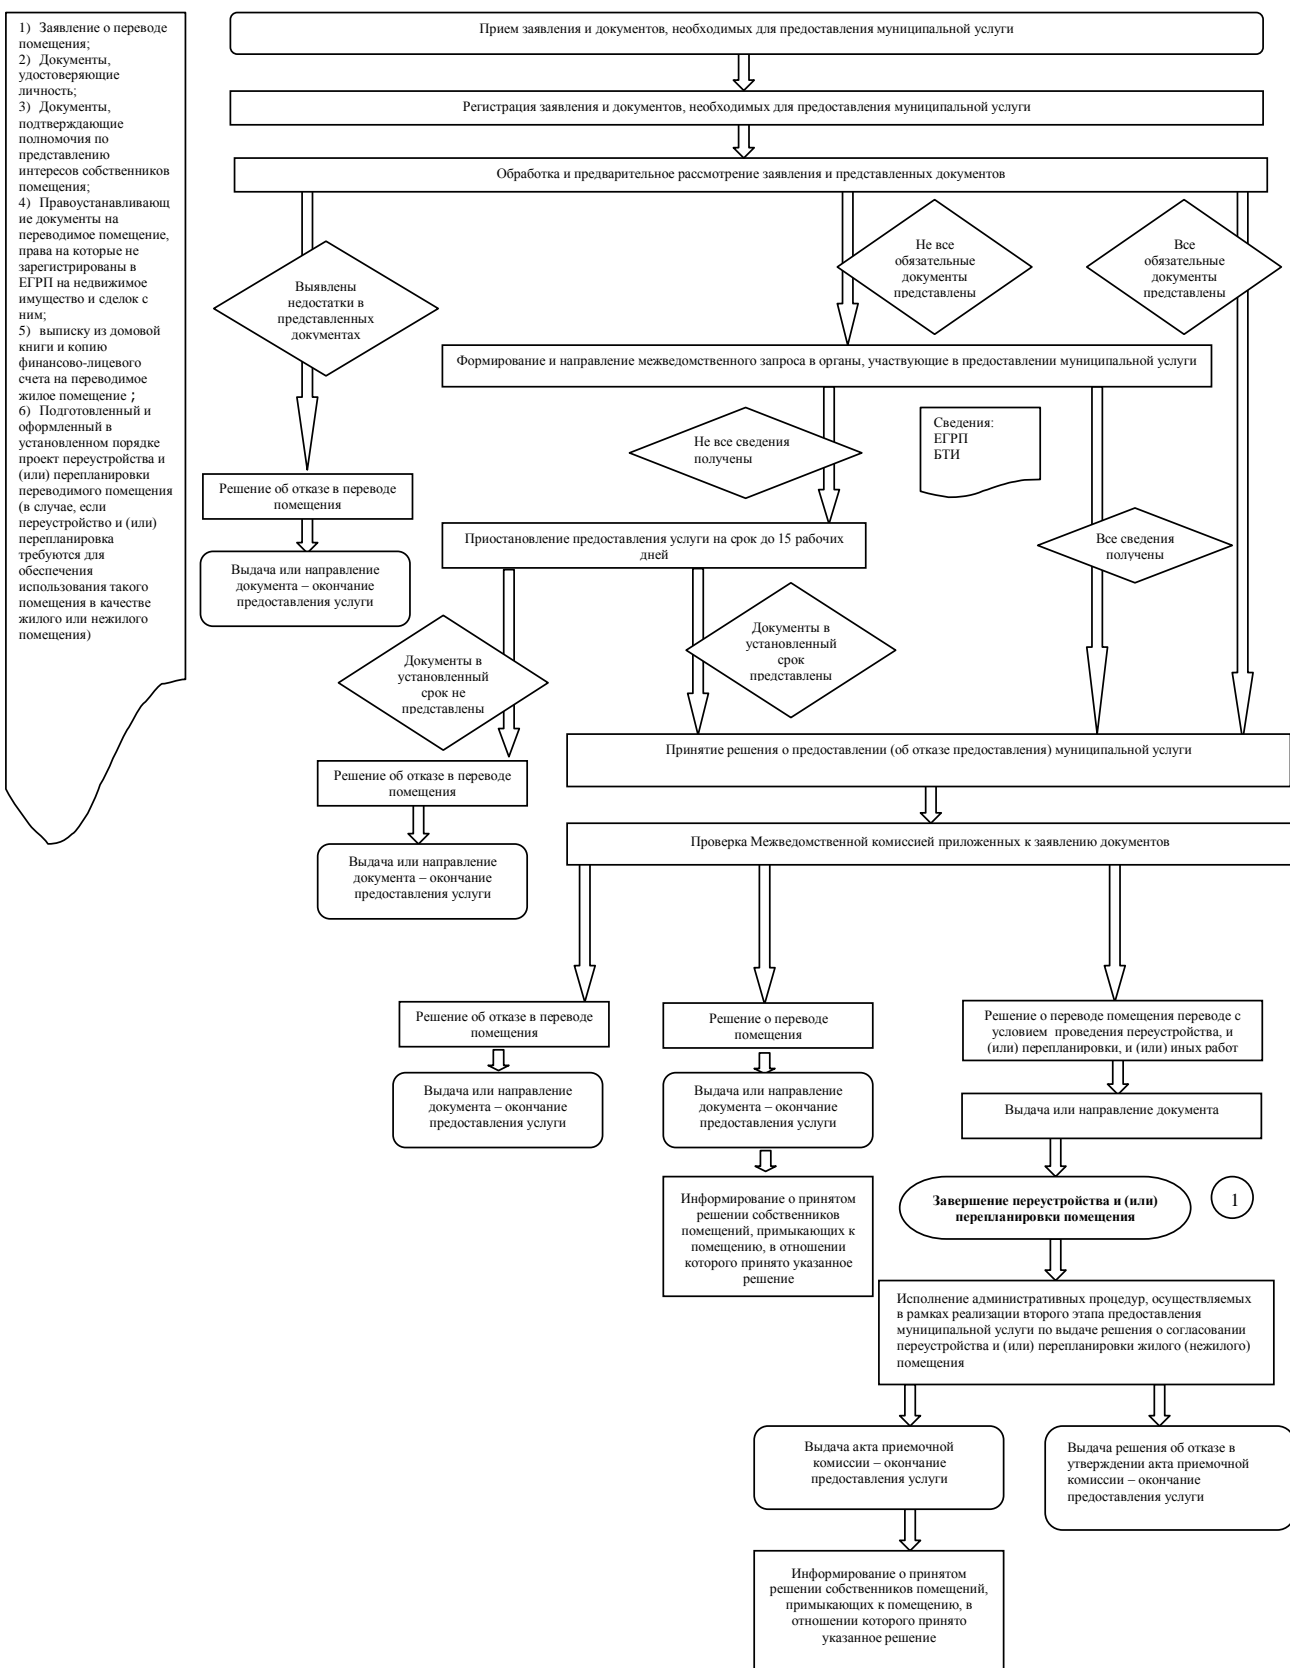 1) Заявление о переводе
помещения;
2) Документы,
удостоверяющие
личность;
3) Документы,
подтверждающие
полномочия по
представлению
интересов собственников
помещения;
4) Правоустанавливающ
ие документы на
переводимое помещение,
права на которые не
зарегистрированы в
ЕГРП на недвижимое
имущество и сделок с
ним;
5) выписку из домовой
книги и копию
финансово-лицевого
счета на переводимое
жилое помещение ;
6) Подготовленный и
оформленный в
установленном порядке
проект переустройства и
(или) перепланировки
переводимого помещения
(в случае, если
переустройство и (или)
перепланировка
требуются для
обеспечения
использования такого
помещения в качестве
жилого или нежилого
помещения)
Прием заявления и документов, необходимых для предоставления муниципальной услуги
Регистрация заявления и документов, необходимых для предоставления муниципальной услуги
Обработка и предварительное рассмотрение заявления и представленных документов
Выявлены
недостатки в
представленных
документах
Не все
обязательные
документы
представлены
Все
обязательные
документы
представлены
Формирование и направление межведомственного запроса в органы, участвующие в предоставлении муниципальной услуги
Не все сведения
получены
Сведения:
ЕГРП
БТИ
Решение об отказе в переводе
помещения
Приостановление предоставления услуги на срок до 15 рабочих
дней
Все сведения
получены
Выдача или направление
документа – окончание
предоставления услуги
Документы в
установленный
срок не
представлены
Документы в
установленный
срок
представлены
Принятие решения о предоставлении (об отказе предоставления) муниципальной услуги
Решение об отказе в переводе
помещения
Проверка Межведомственной комиссией приложенных к заявлению документов
Выдача или направление
документа – окончание
предоставления услуги
Решение об отказе в переводе
помещения
Решение о переводе
помещения
Решение о переводе помещения переводе с
условием проведения переустройства, и
(или) перепланировки, и (или) иных работ
Выдача или направление
документа – окончание
предоставления услуги
Выдача или направление
документа – окончание
предоставления услуги
Выдача или направление документа
Информирование о принятом
решении собственников
помещений, примыкающих к
помещению, в отношении
которого принято указанное
решение
Завершение переустройства и (или)
перепланировки помещения
1
Исполнение административных процедур, осуществляемых
в рамках реализации второго этапа предоставления
муниципальной услуги по выдаче решения о согласовании
переустройства и (или) перепланировки жилого (нежилого)
помещения
Выдача акта приемочной
комиссии – окончание
предоставления услуги
Выдача решения об отказе в
утверждении акта приемочной
комиссии – окончание
предоставления услуги
Информирование о принятом
решении собственников помещений,
примыкающих к помещению, в
отношении которого принято
указанное решение